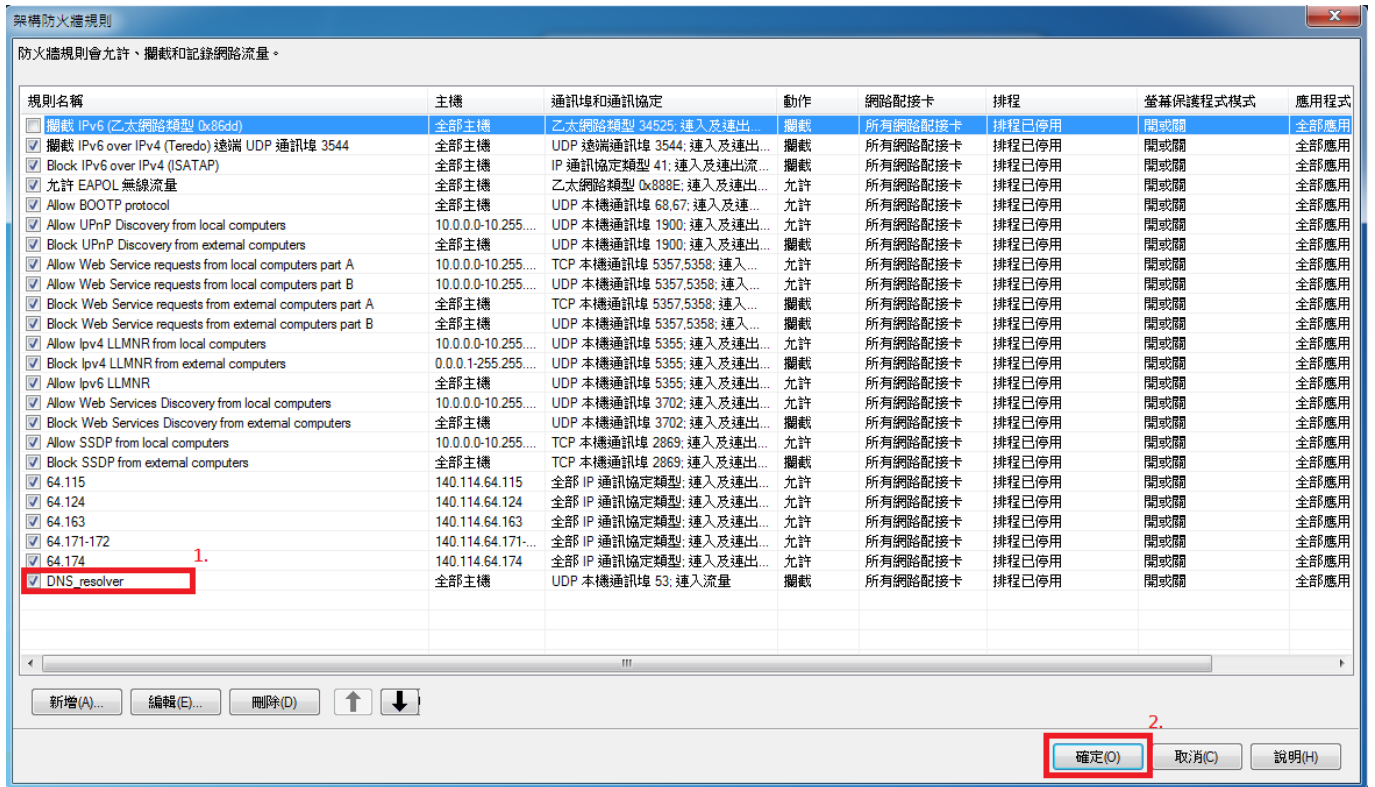 架構防火牆規則
防火牆規則會允許、攔截和記錄網路流量。
規則名稱 主機 通訊埠和通訊協定 動作 網路配接卡 排程 螢幕保護程式模式 應用程式
攔截 IPv6 (乙太網路類型 0x86dd) 全部主機 乙太網路類型 34525; 連入及連出... 攔截 所有網路配接卡 排程已停用 開或關 全部應用
攔截 IPv6 over IPv4 (Teredo) 遠端 UDP 通訊埠 3544 全部主機 UDP 遠端通訊埠 3544; 連入及連出... 攔截 所有網路配接卡 排程已停用 開或關 全部應用
Block IPv6 over IPv4 (ISATAP) 全部主機 IP 通訊協定類型 41; 連入及連出流... 攔截 所有網路配接卡 排程已停用 開或關 全部應用
允許 EAPOL 無線流量 全部主機 乙太網路類型 0x888E; 連入及連出... 允許 所有網路配接卡 排程已停用 開或關 全部應用
Allow BOOTP protocol 全部主機 UDP 本機通訊埠 68,67; 連入及連... 允許 所有網路配接卡 排程已停用 開或關 全部應用
Allow UPnP Discovery from local computers 10.0.0.0-10.255.... UDP 本機通訊埠 1900; 連入及連出... 允許 所有網路配接卡 排程已停用 開或關 全部應用
Block UPnP Discovery from external computers 全部主機 UDP 本機通訊埠 1900; 連入及連出... 攔截 所有網路配接卡 排程已停用 開或關 全部應用
Allow Web Service requests from local computers part A 10.0.0.0-10.255.... TCP 本機通訊埠 5357,5358; 連入... 允許 所有網路配接卡 排程已停用 開或關 全部應用
Allow Web Service requests from local computers part B 10.0.0.0-10.255.... UDP 本機通訊埠 5357,5358; 連入... 允許 所有網路配接卡 排程已停用 開或關 全部應用
Block Web Service requests from external computers part A 全部主機 TCP 本機通訊埠 5357,5358; 連入... 攔截 所有網路配接卡 排程已停用 開或關 全部應用
Block Web Service requests from external computers part B 全部主機 UDP 本機通訊埠 5357,5358; 連入... 攔截 所有網路配接卡 排程已停用 開或關 全部應用
Allow Ipv4 LLMNR from local computers 10.0.0.0-10.255.... UDP 本機通訊埠 5355; 連入及連出... 允許 所有網路配接卡 排程已停用 開或關 全部應用
Block Ipv4 LLMNR from external computers 0.0.0.1-255.255.... UDP 本機通訊埠 5355; 連入及連出... 攔截 所有網路配接卡 排程已停用 開或關 全部應用
Allow Ipv6 LLMNR 全部主機 UDP 本機通訊埠 5355; 連入及連出... 允許 所有網路配接卡 排程已停用 開或關 全部應用
Allow Web Services Discovery from local computers 10.0.0.0-10.255.... UDP 本機通訊埠 3702; 連入及連出... 允許 所有網路配接卡 排程已停用 開或關 全部應用
Block Web Services Discovery from external computers 全部主機 UDP 本機通訊埠 3702; 連入及連出... 攔截 所有網路配接卡 排程已停用 開或關 全部應用
Allow SSDP from local computers 10.0.0.0-10.255.... TCP 本機通訊埠 2869; 連入及連出... 允許 所有網路配接卡 排程已停用 開或關 全部應用
Block SSDP from external computers 全部主機 TCP 本機通訊埠 2869; 連入及連出... 攔截 所有網路配接卡 排程已停用 開或關 全部應用
64.115 140.114.64.115 全部 IP 通訊協定類型; 連入及連出... 允許 所有網路配接卡 排程已停用 開或關 全部應用
64.124 140.114.64.124 全部 IP 通訊協定類型; 連入及連出... 允許 所有網路配接卡 排程已停用 開或關 全部應用
64.163 140.114.64.163 全部 IP 通訊協定類型; 連入及連出... 允許 所有網路配接卡 排程已停用 開或關 全部應用
64.171-172 140.114.64.171-... 全部 IP 通訊協定類型; 連入及連出... 允許 所有網路配接卡 排程已停用 開或關 全部應用
1.
64.174 140.114.64.174 全部 IP 通訊協定類型; 連入及連出... 允許 所有網路配接卡 排程已停用 開或關 全部應用
DNS_resolver 全部主機 UDP 本機通訊埠 53; 連入流量 攔截 所有網路配接卡 排程已停用 開或關 全部應用
新增(A)... 編輯(E)... 刪除(D)
2.
確定(O) 取消(C) 說明(H)